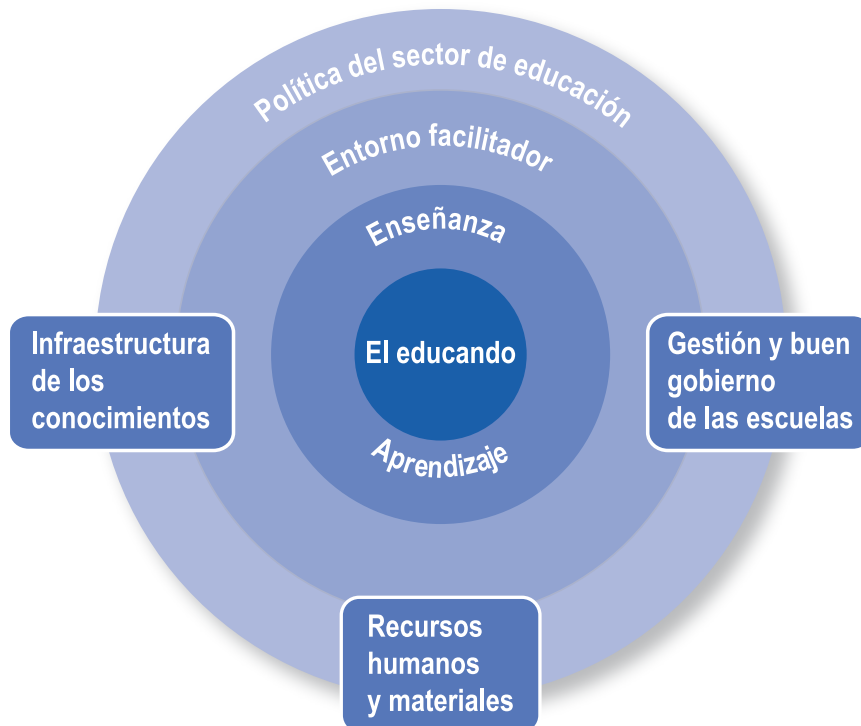 Política del sector de educación
Entorno facilitador
Enseñanza
El educando
Aprendizaje
Infraestructura
de los
conocimientos
Gestión y buen
gobierno
de las escuelas
Recursos
humanos
y materiales